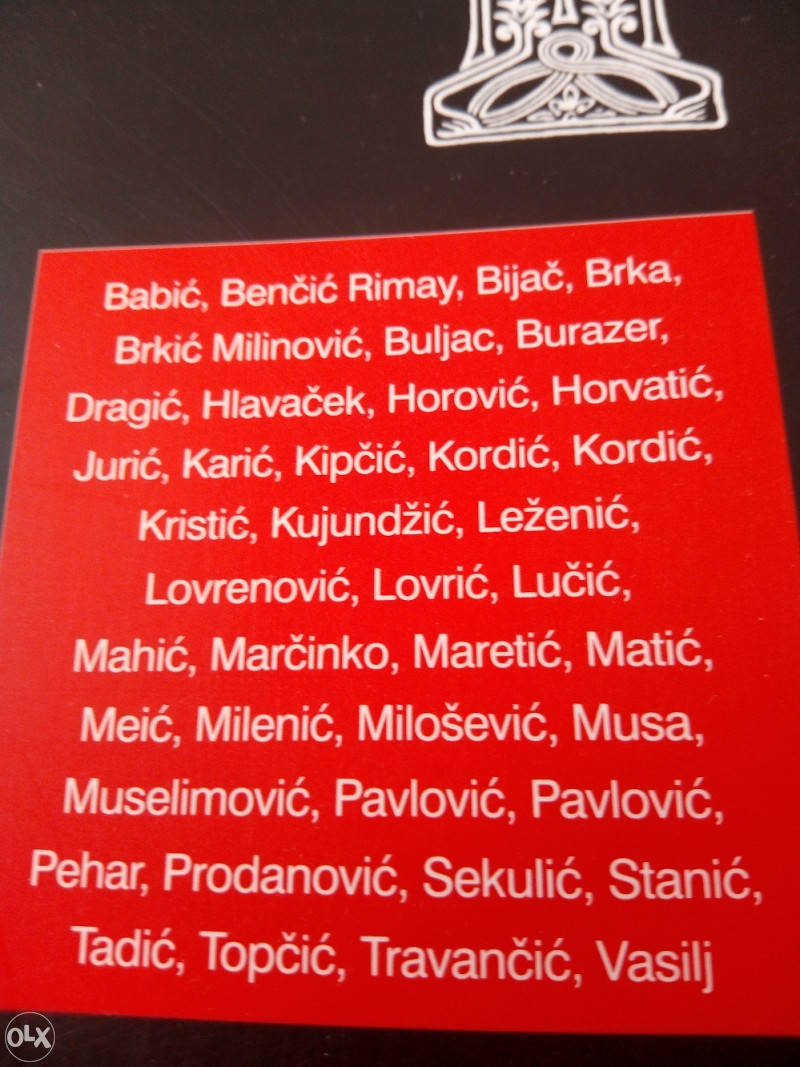 Babić, Benčić Rimay, Bijač, Brka,
Brkić Milinović, Buljac, Burazer,
Dragić, Hlavaček, Horović, Horvatić,
Jurić, Karić, Kipčić, Kordić, Kordić,
Kristić, Kujundžić, Leženić,
Lovrenović, Lovrić, Lučić,
Mahić, Marčinko, Maretić, Matić,
Meić, Milenić, Milošević, Musa,
Muselimović, Pavlović, Pavlović,
Pehar, Prodanović, Sekulić, Stanić,
Tadić, Topčić, Travančić, Vasilj
OLX